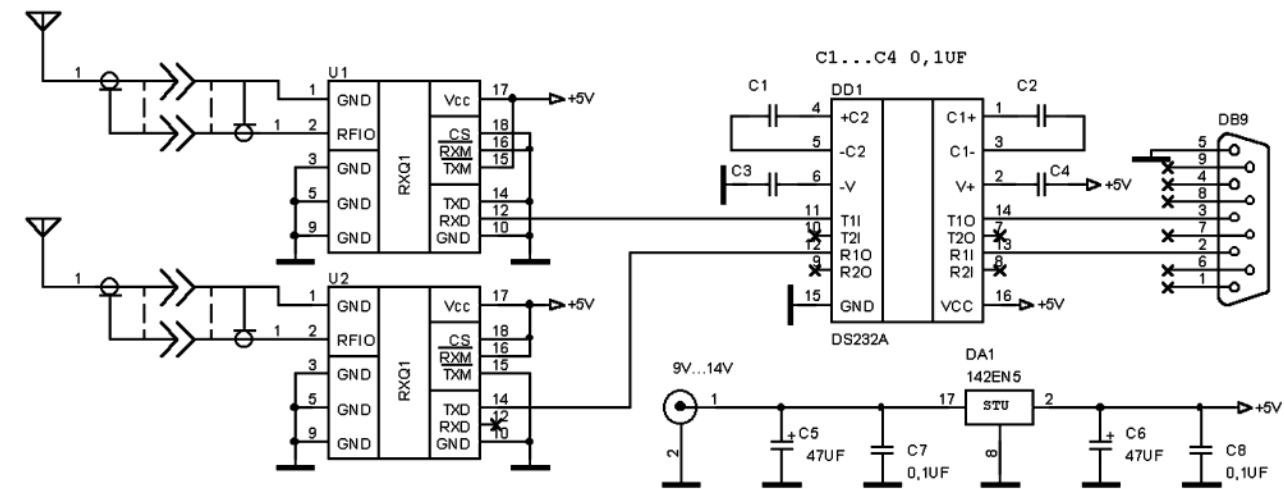 C1...C4 0,1UF
1
U1
1 GND
2 RFIO
3 GND
5 GND
9 GND
RXQ1
Vcc 17
+5V
CS 18
RXM 16
TXM 15
TXD 14
RXD 12
GND 10
1
1
U2
1 GND
2 RFIO
3 GND
5 GND
9 GND
RXQ1
Vcc 17
+5V
CS 18
RXM 16
TXM 15
TXD 14
RXD 12
GND 10
1
C1
C3
DD1
4 +C2
5 -C2
6 -V
11 T1I
10 T2I
12 R1O
9 R2O
15 GND
C1+ 1
C1- 3
V+ 2
T1O 14
T2O 7
R1I 13
R2I 8
VCC 16
+5V
DS232A
C2
C4
+5V
DB9
5
9
4
8
3
7
2
6
1
9V...14V
1
2
+
C5
47UF
C7
0,1UF
DA1
142EN5
17
STU
2
8
+
C6
47UF
C8
0,1UF
+5V